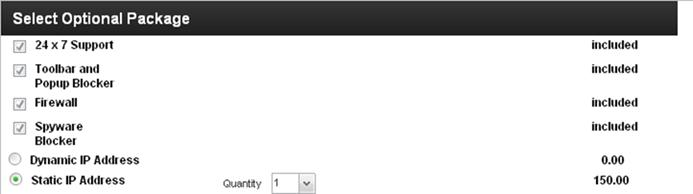 Select Optional Package
24 x 7 Support included
Toolbar and included
Popup Blocker
Firewall included
Spyware included
Blocker
Dynamic IP Address 0.00
Static IP Address Quantity 1 150.00